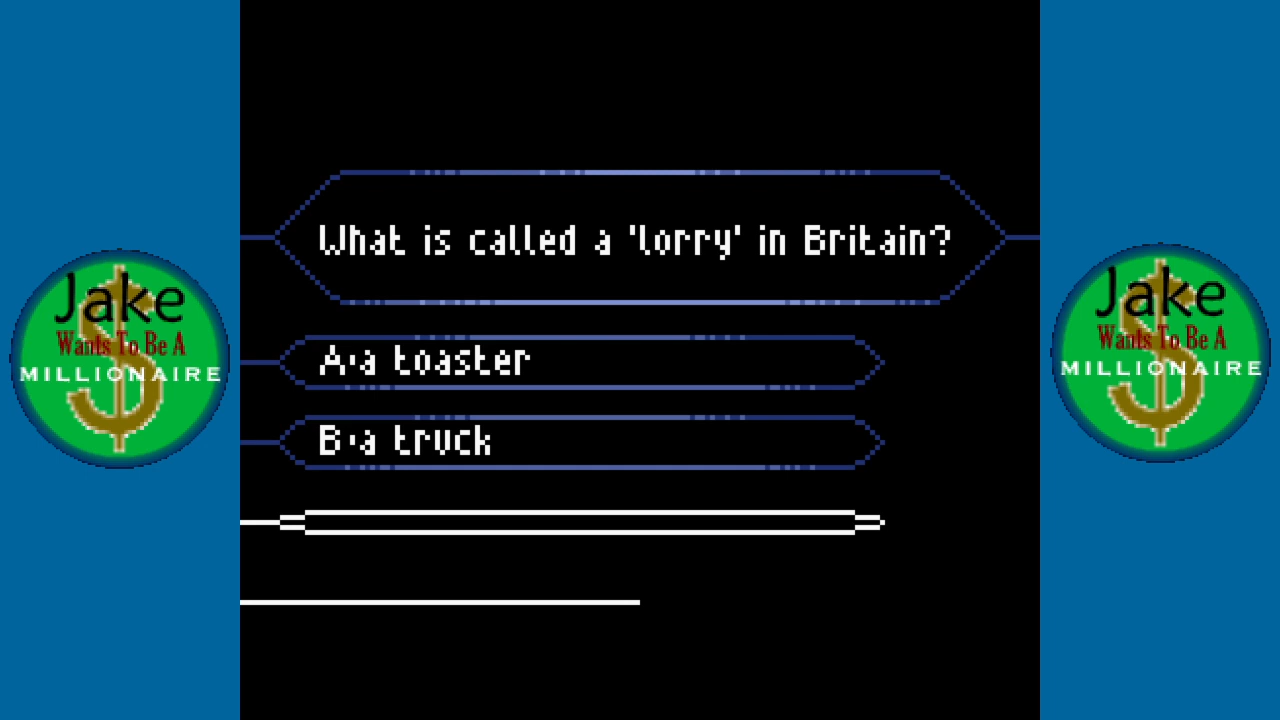 What is called a 'lorry' in Britain?
A·a toaster
B·a truck
Jake
Wants To Be A
MILLIONAIRE
Jake
Wants To Be A
MILLIONAIRE